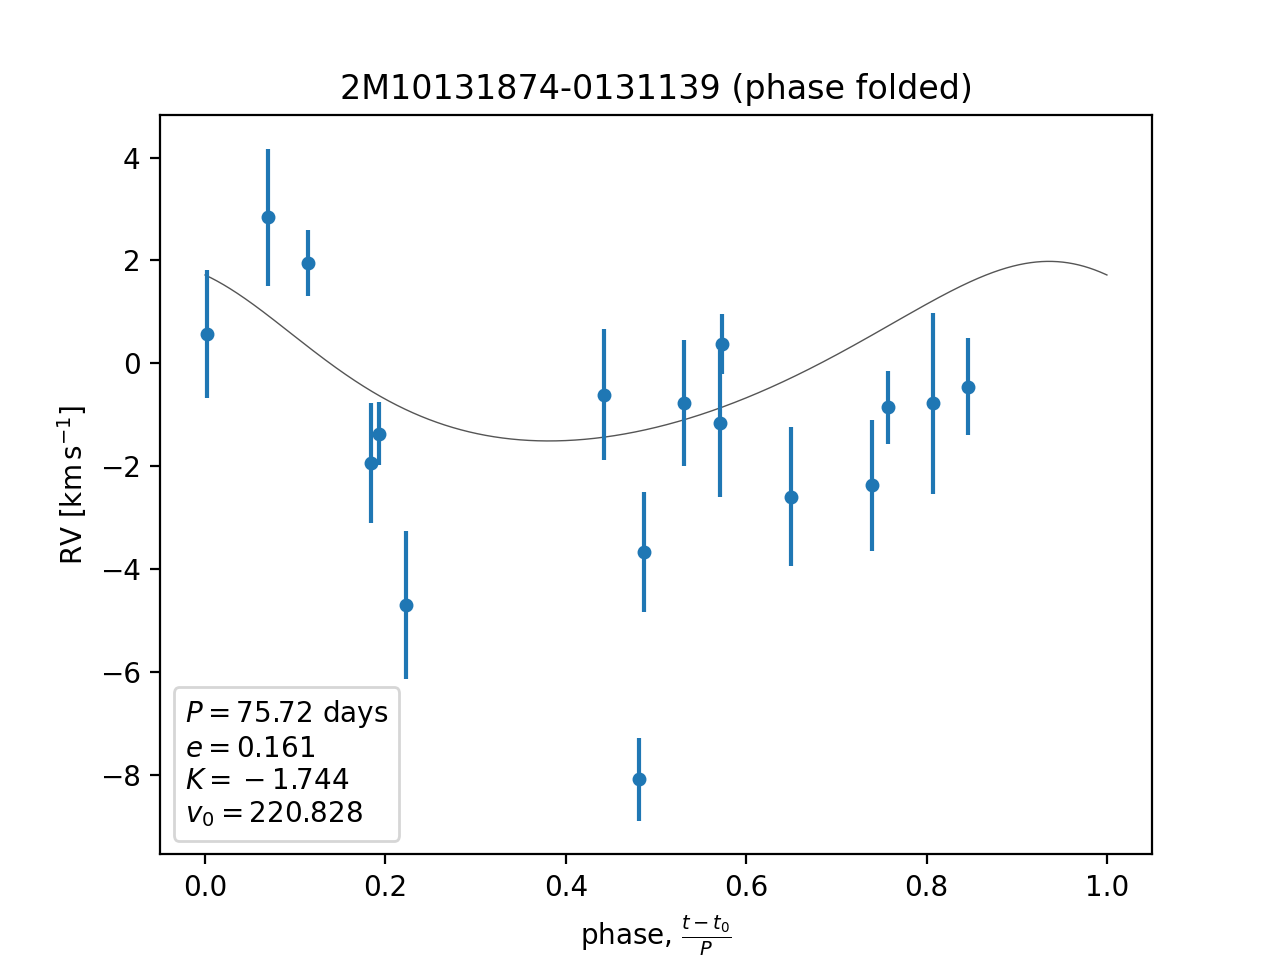 2M10131874-0131139 (phase folded)
RV [km s⁻¹]
4
2
0
−2
−4
−6
−8
P = 75.72 days
e = 0.161
K = −1.744
v₀ = 220.828
0.0 0.2 0.4 0.6 0.8 1.0
phase, (t − t₀)/P